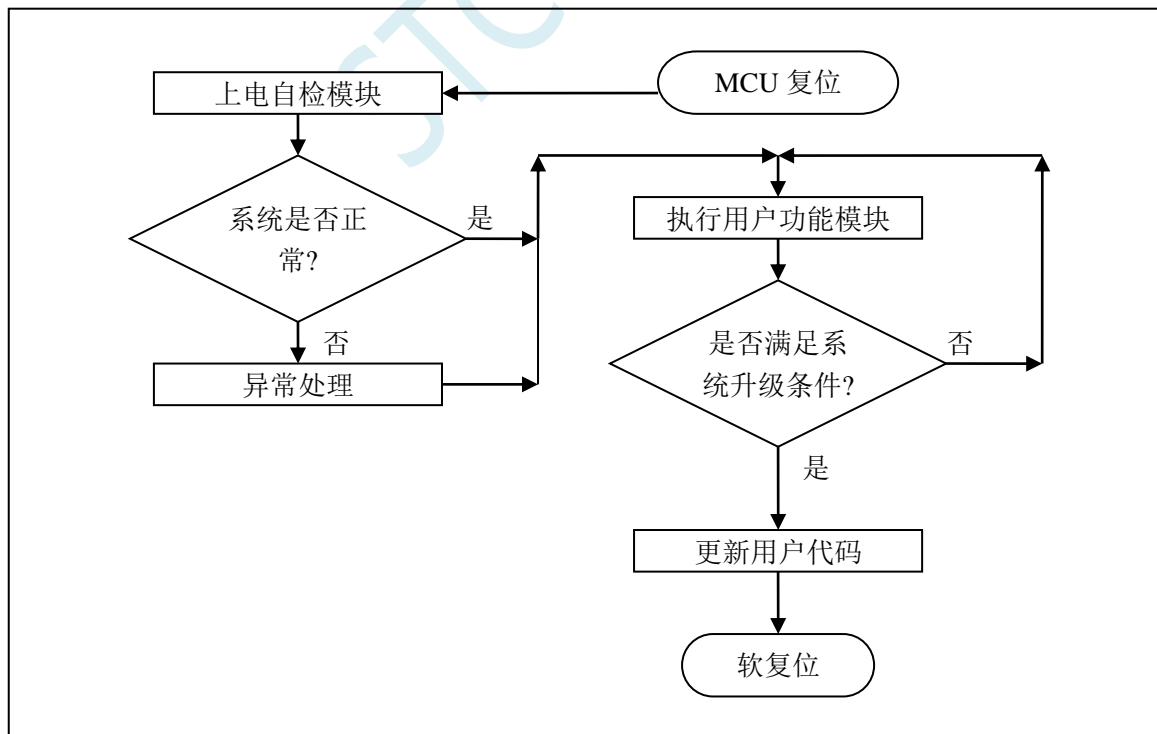 STC
MCU 复位
上电自检模块
系统是否正
常?
是
否
异常处理
执行用户功能模块
是否满足系
统升级条件?
否
是
更新用户代码
软复位